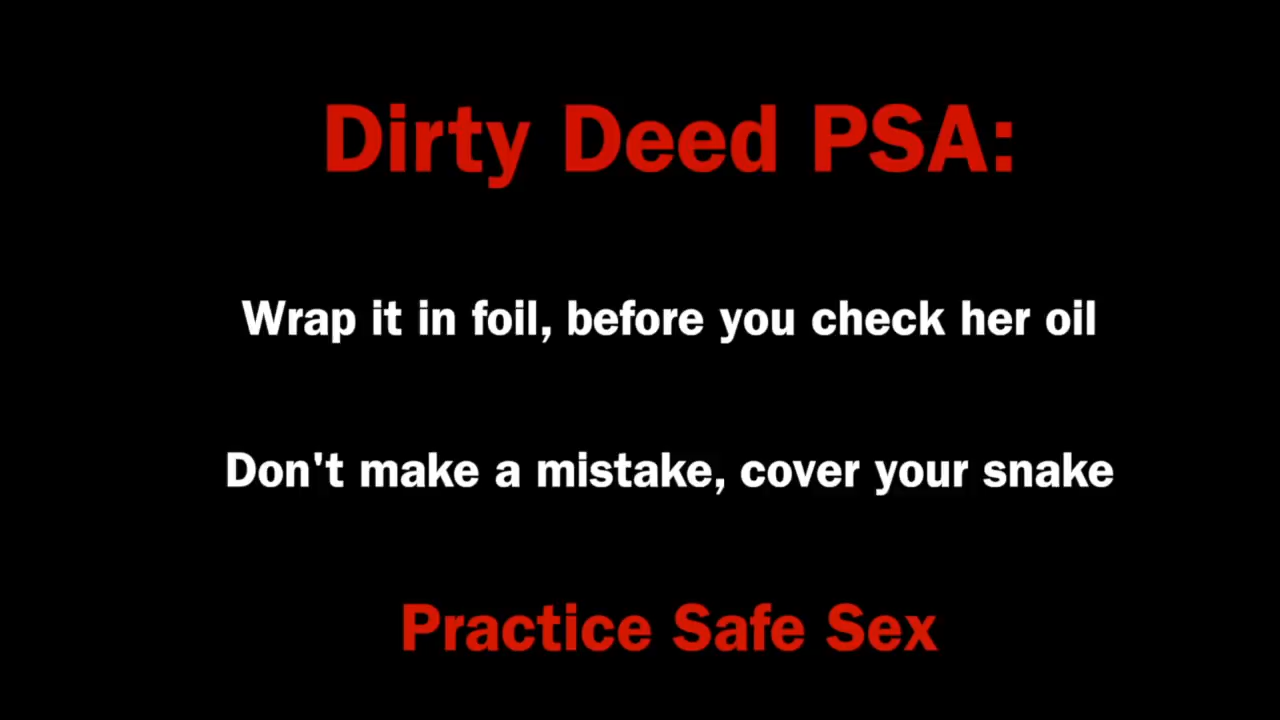 Dirty Deed PSA:
Wrap it in foil, before you check her oil
Don't make a mistake, cover your snake
Practice Safe Sex